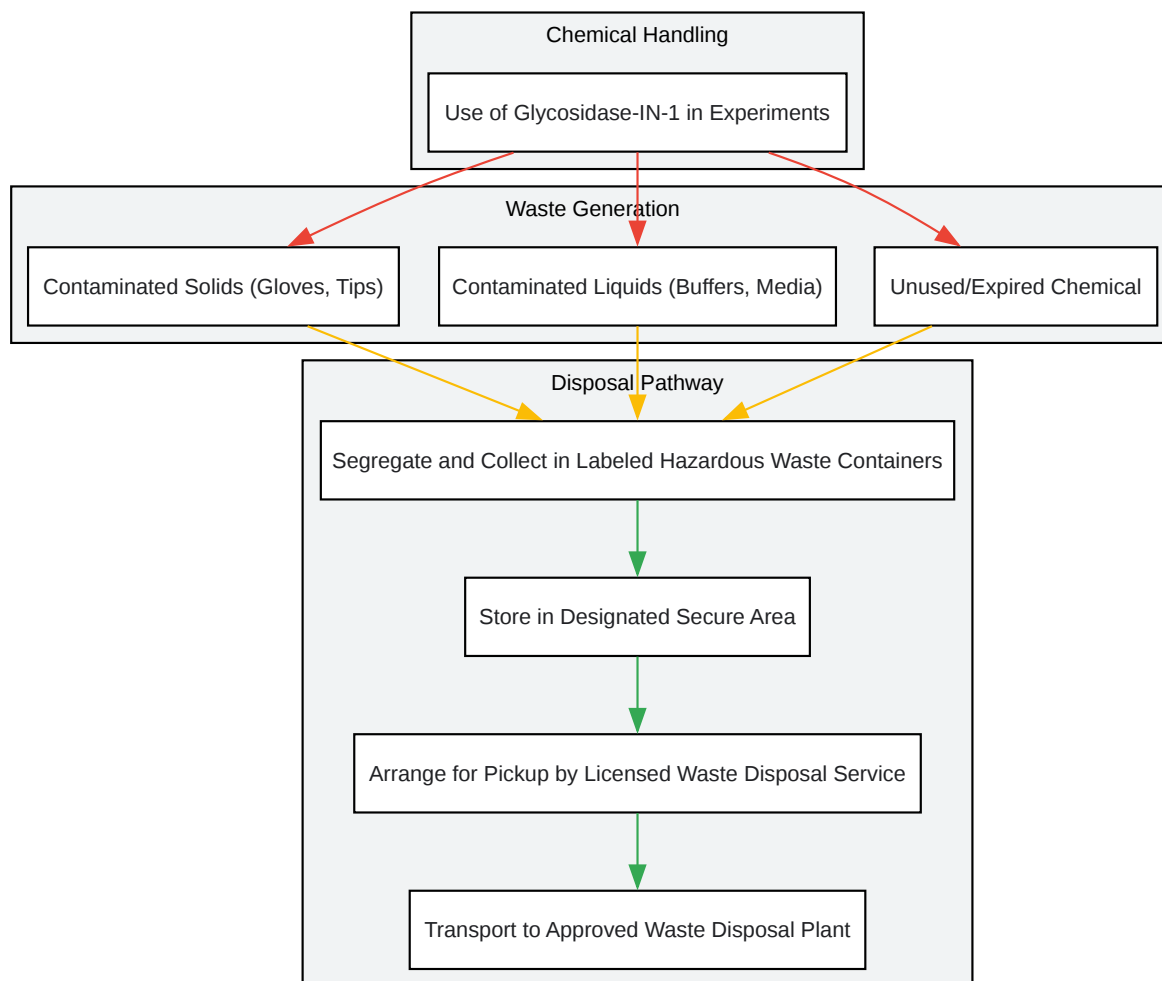 Chemical Handling
Use of Glycosidase-IN-1 in Experiments
Waste Generation
Contaminated Solids (Gloves, Tips)
Contaminated Liquids (Buffers, Media)
Unused/Expired Chemical
Disposal Pathway
Segregate and Collect in Labeled Hazardous Waste Containers
Store in Designated Secure Area
Arrange for Pickup by Licensed Waste Disposal Service
Transport to Approved Waste Disposal Plant